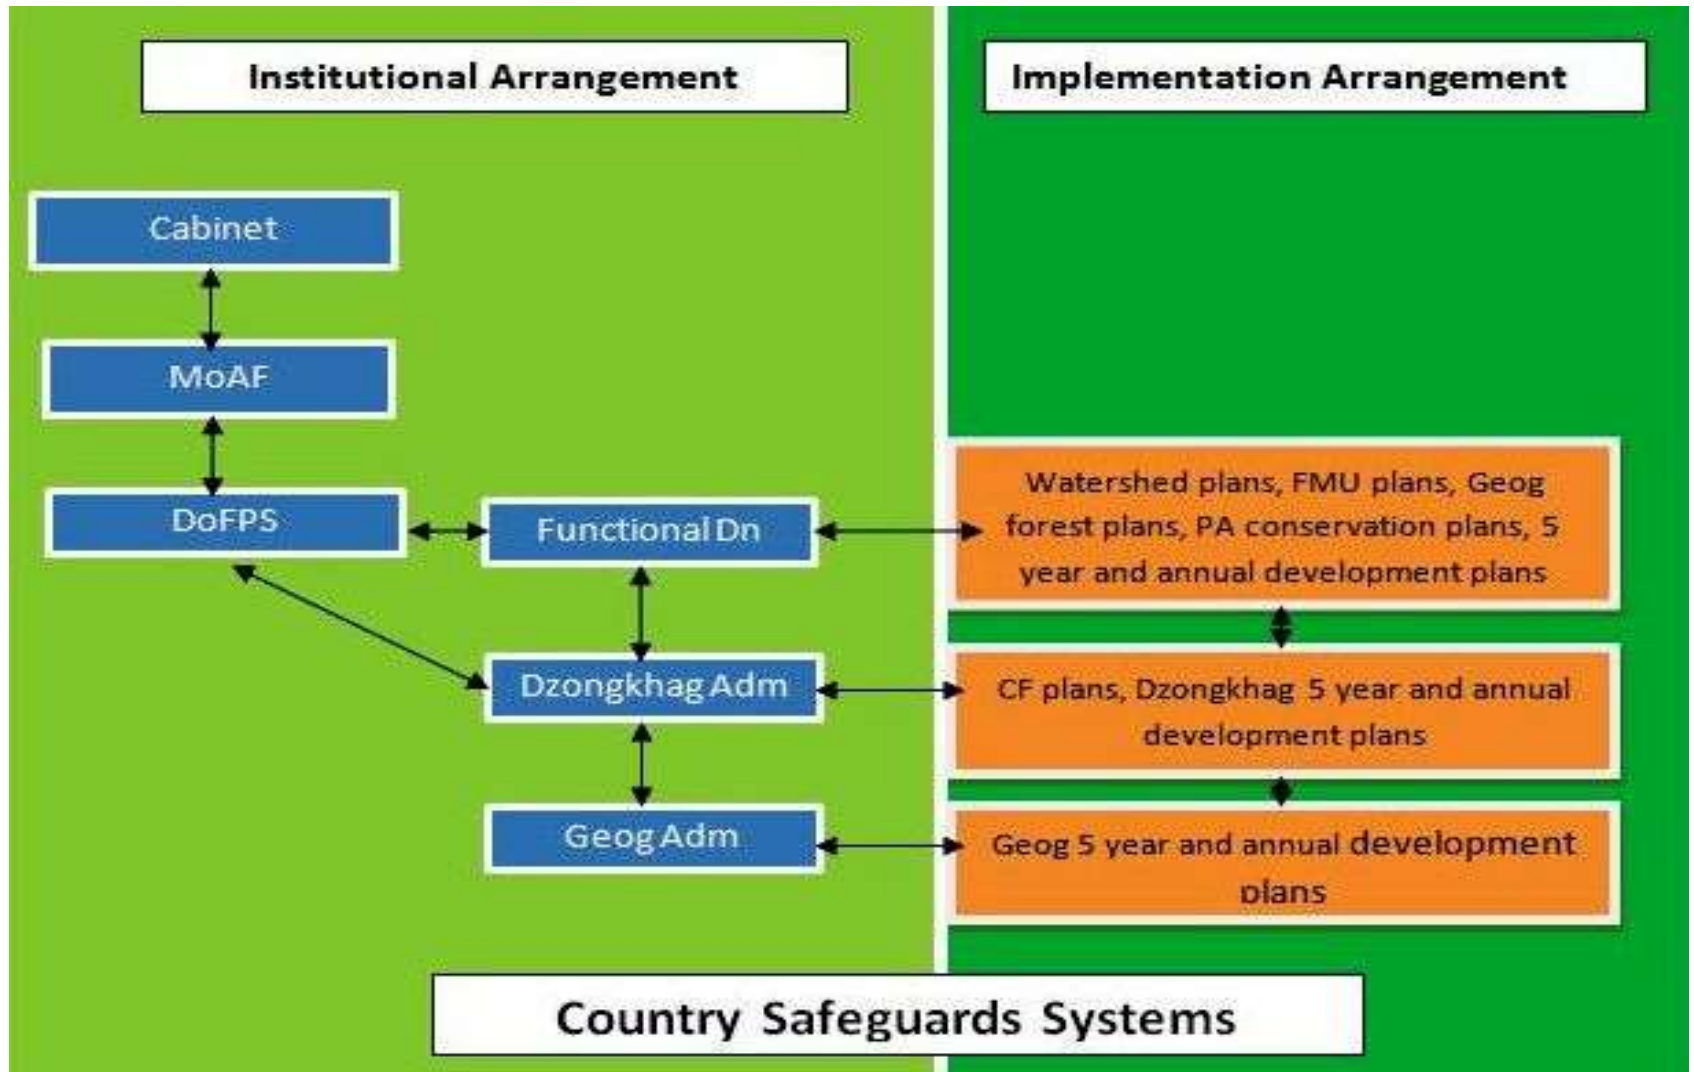 Institutional Arrangement
Implementation Arrangement
Cabinet
MoAF
DoFPS
Functional Dn
Dzongkhag Adm
Geog Adm
Watershed plans, FMU plans, Geog
forest plans, PA conservation plans, 5
year and annual development plans
CF plans, Dzongkhag 5 year and annual
development plans
Geog 5 year and annual development
plans
Country Safeguards Systems